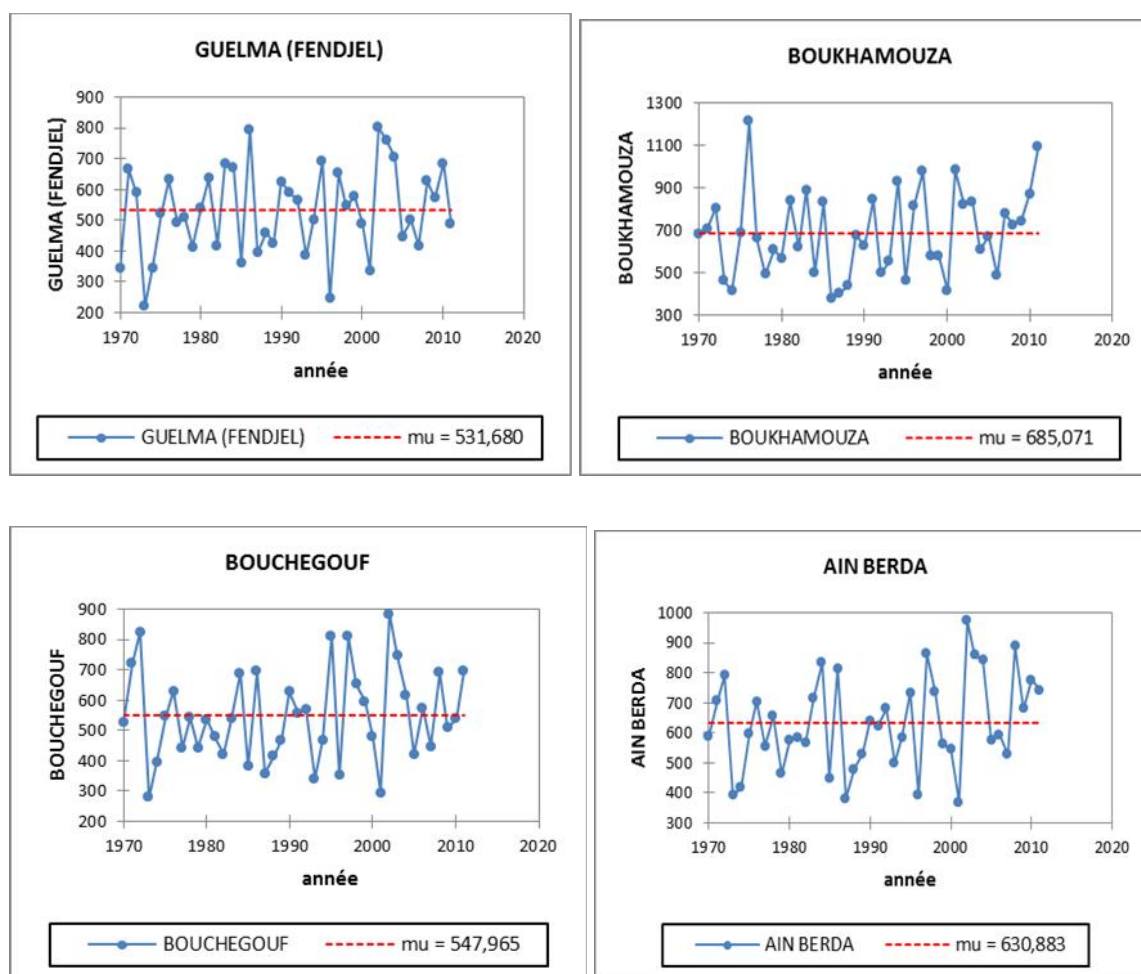 GUELMA (FENDJEL)
GUELMA (FENDJEL)
900
800
700
600
500
400
300
200
1970 1980 1990 2000 2010 2020
année
GUELMA (FENDJEL) mu = 531,680
BOUKHAMOUZA
BOUKHAMOUZA
1300
1100
900
700
500
300
1970 1980 1990 2000 2010 2020
année
BOUKHAMOUZA mu = 685,071
BOUCHEGOUF
BOUCHEGOUF
900
800
700
600
500
400
300
200
1970 1980 1990 2000 2010 2020
année
BOUCHEGOUF mu = 547,965
AIN BERDA
AIN BERDA
1000
900
800
700
600
500
400
300
1970 1980 1990 2000 2010 2020
année
AIN BERDA mu = 630,883